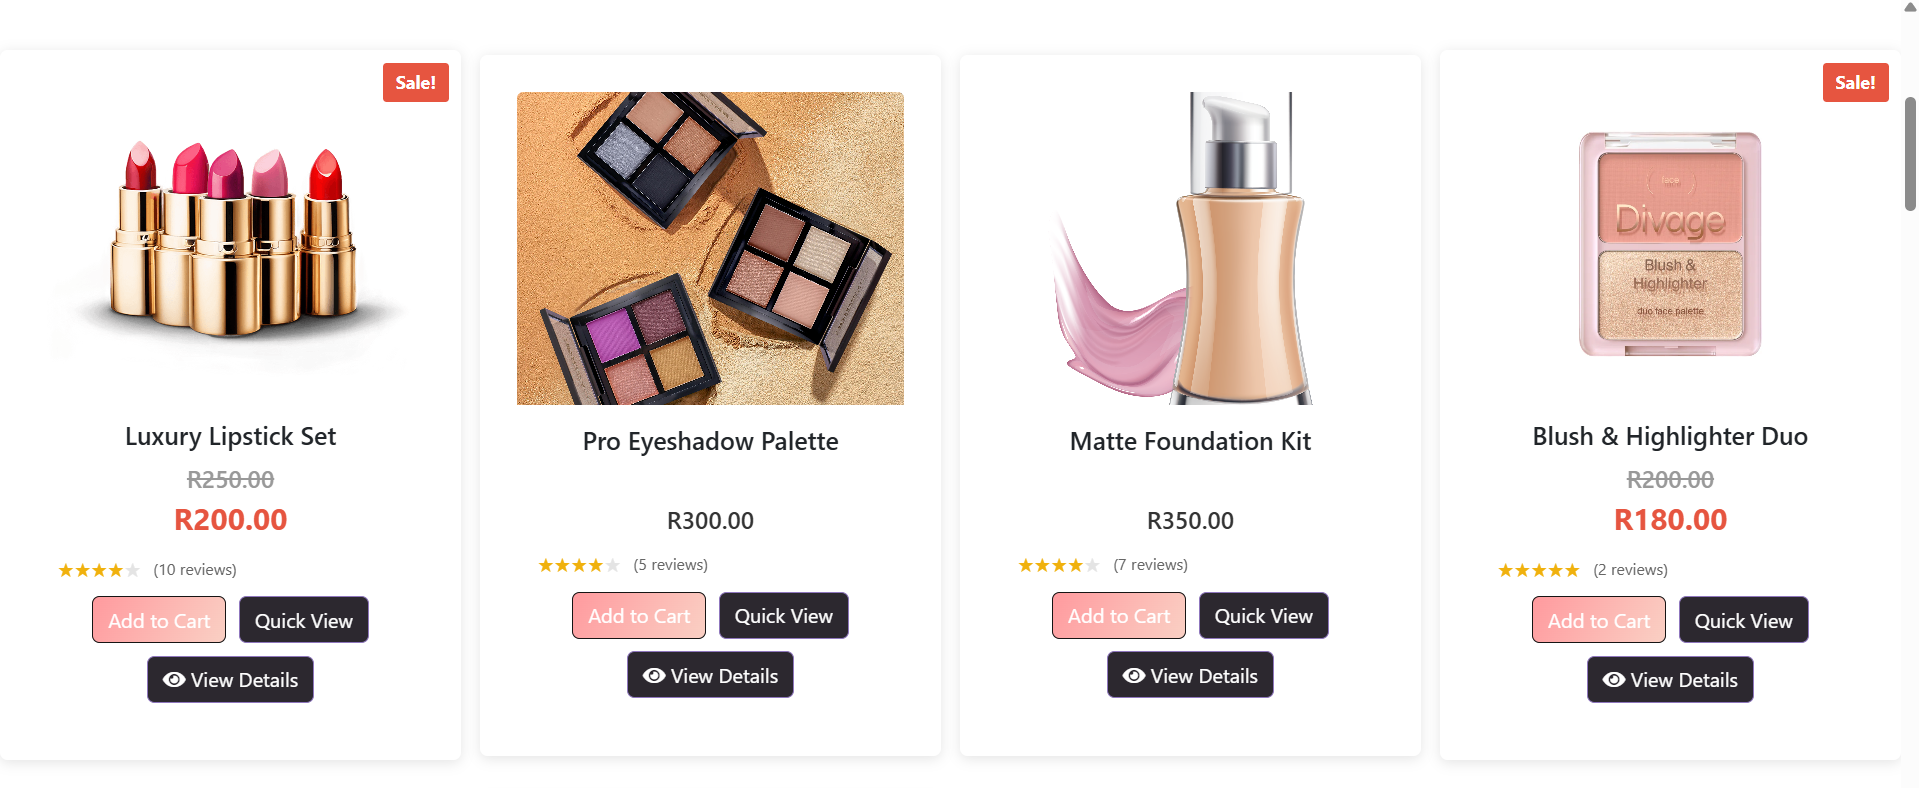 Sale!
Luxury Lipstick Set
R250.00
R200.00
★★★★★ (10 reviews)
Add to Cart
Quick View
View Details
Pro Eyeshadow Palette
R300.00
★★★★★ (5 reviews)
Add to Cart
Quick View
View Details
Matte Foundation Kit
R350.00
★★★★★ (7 reviews)
Add to Cart
Quick View
View Details
Sale!
face
Divage
Blush &
Highlighter
duo face palette
Blush & Highlighter Duo
R200.00
R180.00
★★★★★ (2 reviews)
Add to Cart
Quick View
View Details